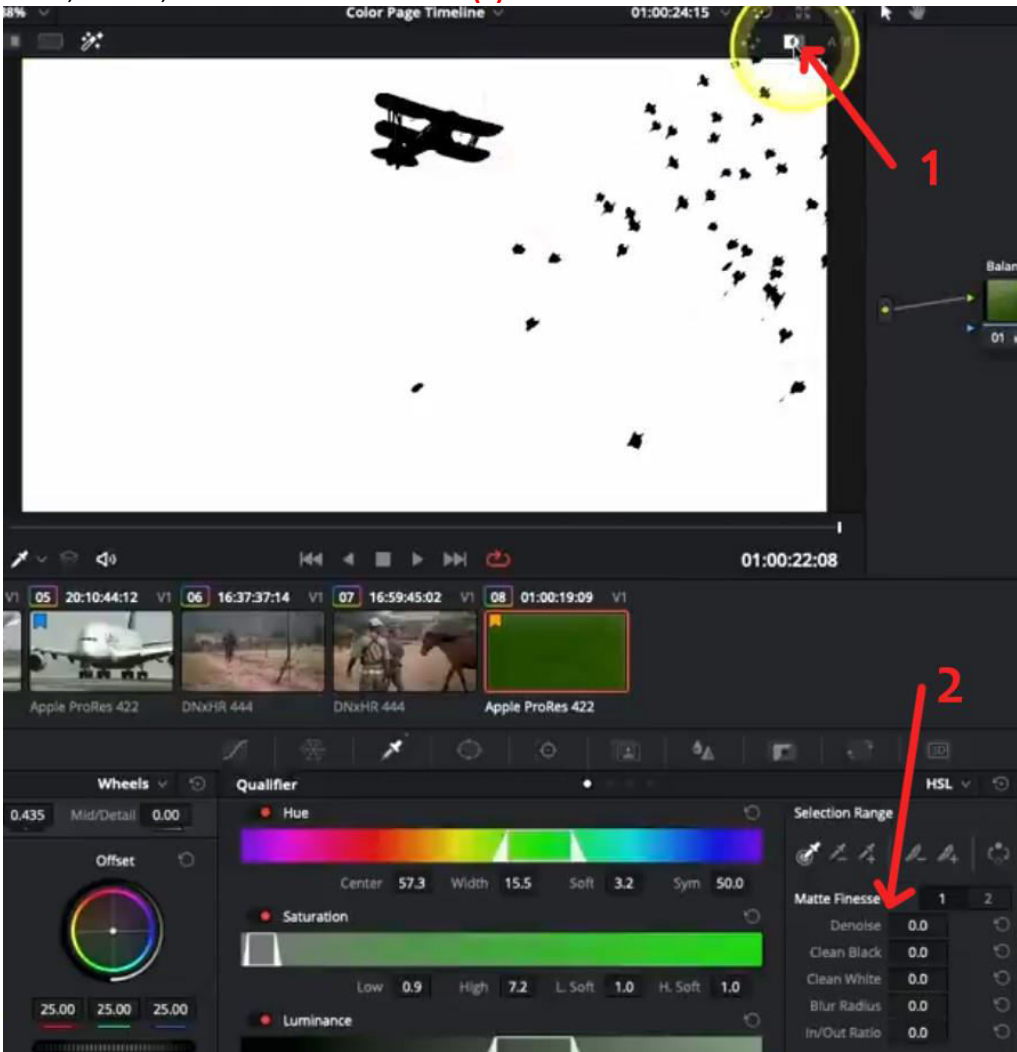 38% Color Page Timeline 01:00:24:15
1
Balan
01
01:00:22:08
V1 05 20:10:44:12 V1 06 16:37:37:14 V1 07 16:59:45:02 V1 08 01:00:19:09 V1
Apple ProRes 422 DNxHR 444 DNxHR 444 Apple ProRes 422
2
3D
Wheels Qualifier HSL
0.435 Mid/Detail 0.00 Hue Selection Range
Offset
Center 57.3 Width 15.5 Soft 3.2 Sym 50.0
Matte Finesse 1 2
Saturation
Denoise 0.0
Clean Black 0.0
Low 0.9 High 7.2 L. Soft 1.0 H. Soft 1.0
Clean White 0.0
25.00 25.00 25.00
Blur Radius 0.0
Luminance
In/Out Ratio 0.0